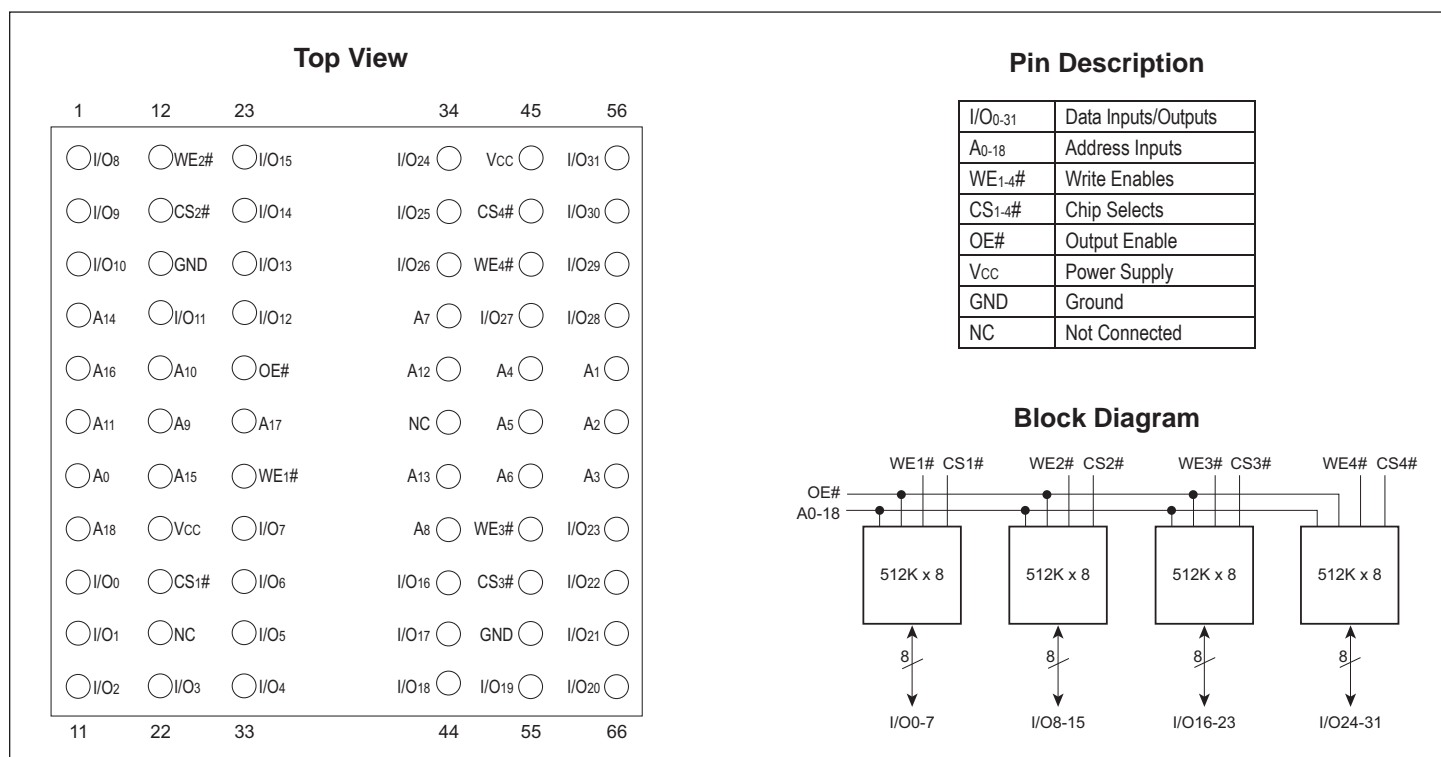 Top View
1 12 23 34 45 56
I/O8 WE2# I/O15 I/O24 VCC I/O31
I/O9 CS2# I/O14 I/O25 CS4# I/O30
I/O10 GND I/O13 I/O26 WE4# I/O29
A14 I/O11 I/O12 A7 I/O27 I/O28
A16 A10 OE# A12 A4 A1
A11 A9 A17 NC A5 A2
A0 A15 WE1# A13 A6 A3
A18 VCC I/O7 A8 WE3# I/O23
I/O0 CS1# I/O6 I/O16 CS3# I/O22
I/O1 NC I/O5 I/O17 GND I/O21
I/O2 I/O3 I/O4 I/O18 I/O19 I/O20
11 22 33 44 55 66
Pin Description
I/O0-31 Data Inputs/Outputs
A0-18 Address Inputs
WE1-4# Write Enables
CS1-4# Chip Selects
OE# Output Enable
VCC Power Supply
GND Ground
NC Not Connected
Block Diagram
WE1# CS1# WE2# CS2# WE3# CS3# WE4# CS4#
OE#
A0-18
512K x 8 512K x 8 512K x 8 512K x 8
8 8 8 8
I/O0-7 I/O8-15 I/O16-23 I/O24-31